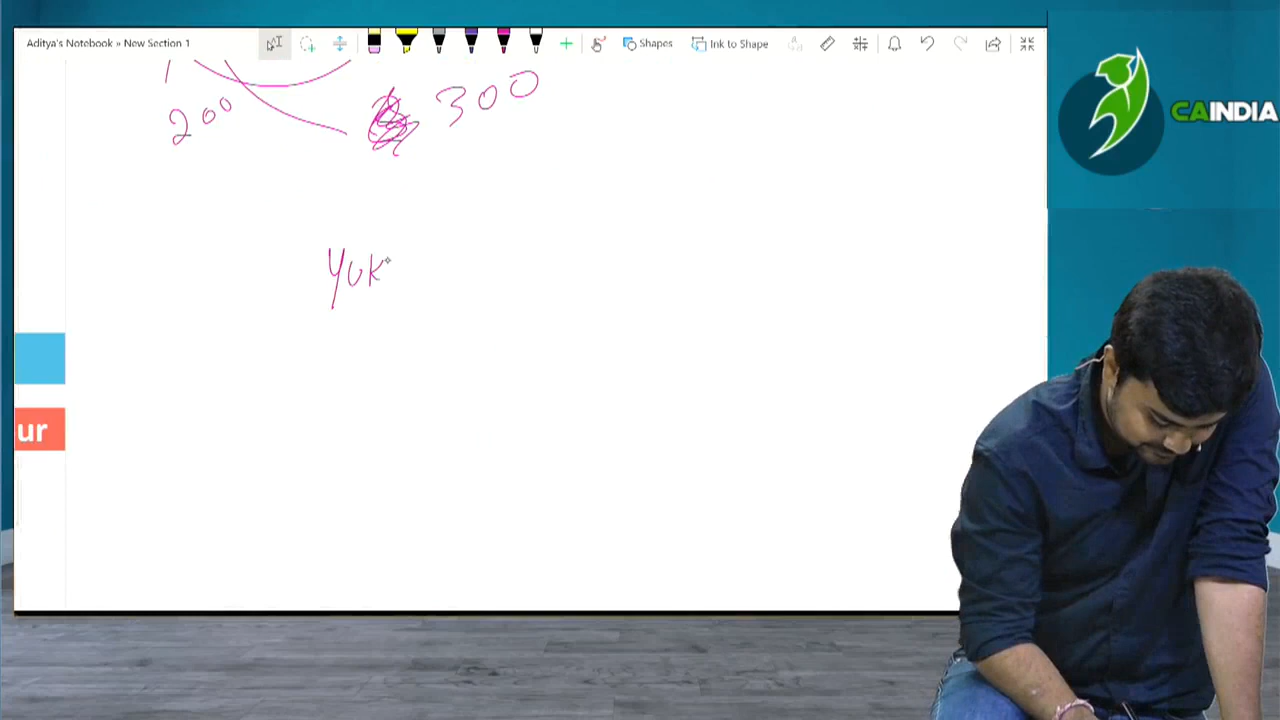 Aditya's Notebook » New Section 1
Shapes
Ink to Shape
CAINDIA
200
300
YUK
ur